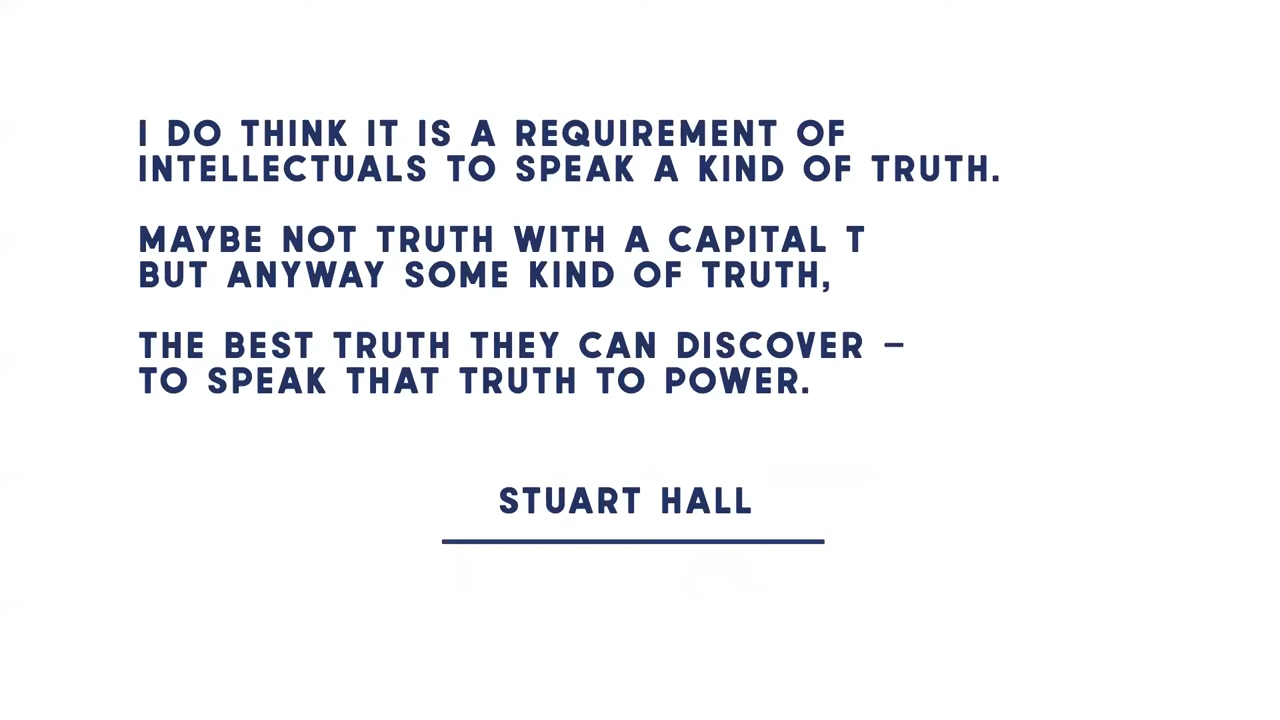 I DO THINK IT IS A REQUIREMENT OF
INTELLECTUALS TO SPEAK A KIND OF TRUTH.
MAYBE NOT TRUTH WITH A CAPITAL T
BUT ANYWAY SOME KIND OF TRUTH,
THE BEST TRUTH THEY CAN DISCOVER –
TO SPEAK THAT TRUTH TO POWER.
STUART HALL